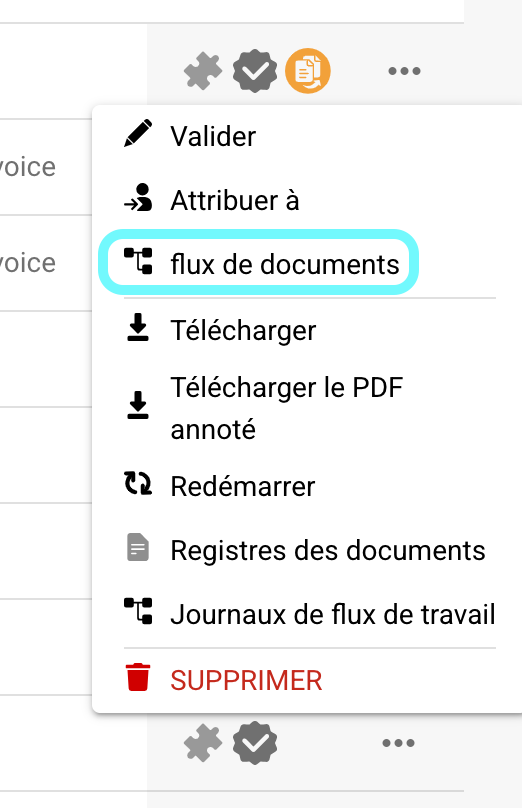 Valider
voice
Attribuer à
voice
flux de documents
Télécharger
Télécharger le PDF
annoté
Redémarrer
Registres des documents
Journaux de flux de travail
SUPPRIMER